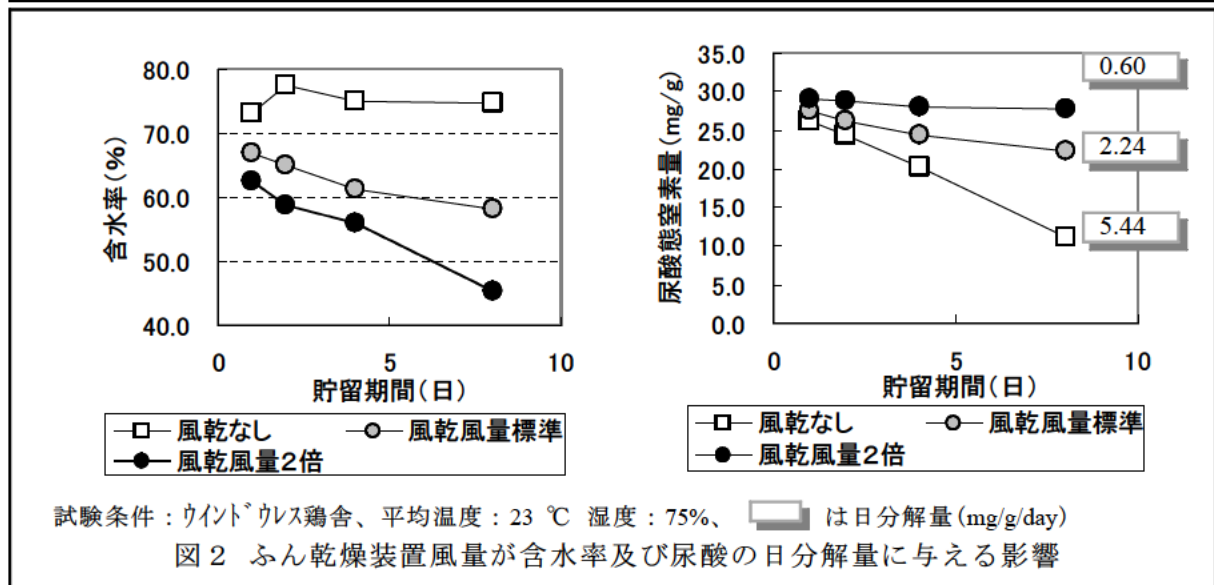 80.0
70.0
60.0
50.0
40.0
含水率(%)
0
5
10
貯留期間(日)
風乾なし
風乾風量標準
風乾風量2倍
35.0
30.0
25.0
20.0
15.0
10.0
5.0
0.0
尿酸態窒素量(mg/g)
0.60
2.24
5.44
0
5
10
貯留期間(日)
風乾なし
風乾風量標準
風乾風量2倍
試験条件:ウインドウレス鶏舎、平均温度:23 ℃ 湿度:75%、 は日分解量(mg/g/day)
図2 ふん乾燥装置風量が含水率及び尿酸の日分解量に与える影響